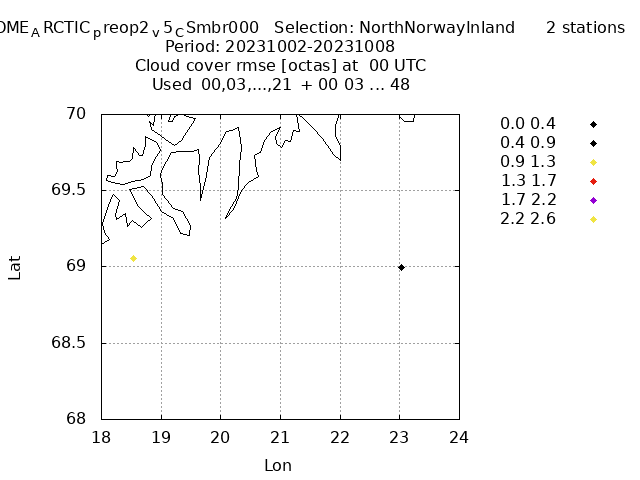 OME A RCTIC p reop2 v 5 C Smbr000 Selection: NorthNorwayInland 2 stations
Period: 20231002-20231008
Cloud cover rmse [octas] at 00 UTC
Used 00,03,...,21 + 00 03 ... 48
70
69.5
69
68.5
68
Lat
18 19 20 21 22 23 24
Lon
0.0 0.4
0.4 0.9
0.9 1.3
1.3 1.7
1.7 2.2
2.2 2.6